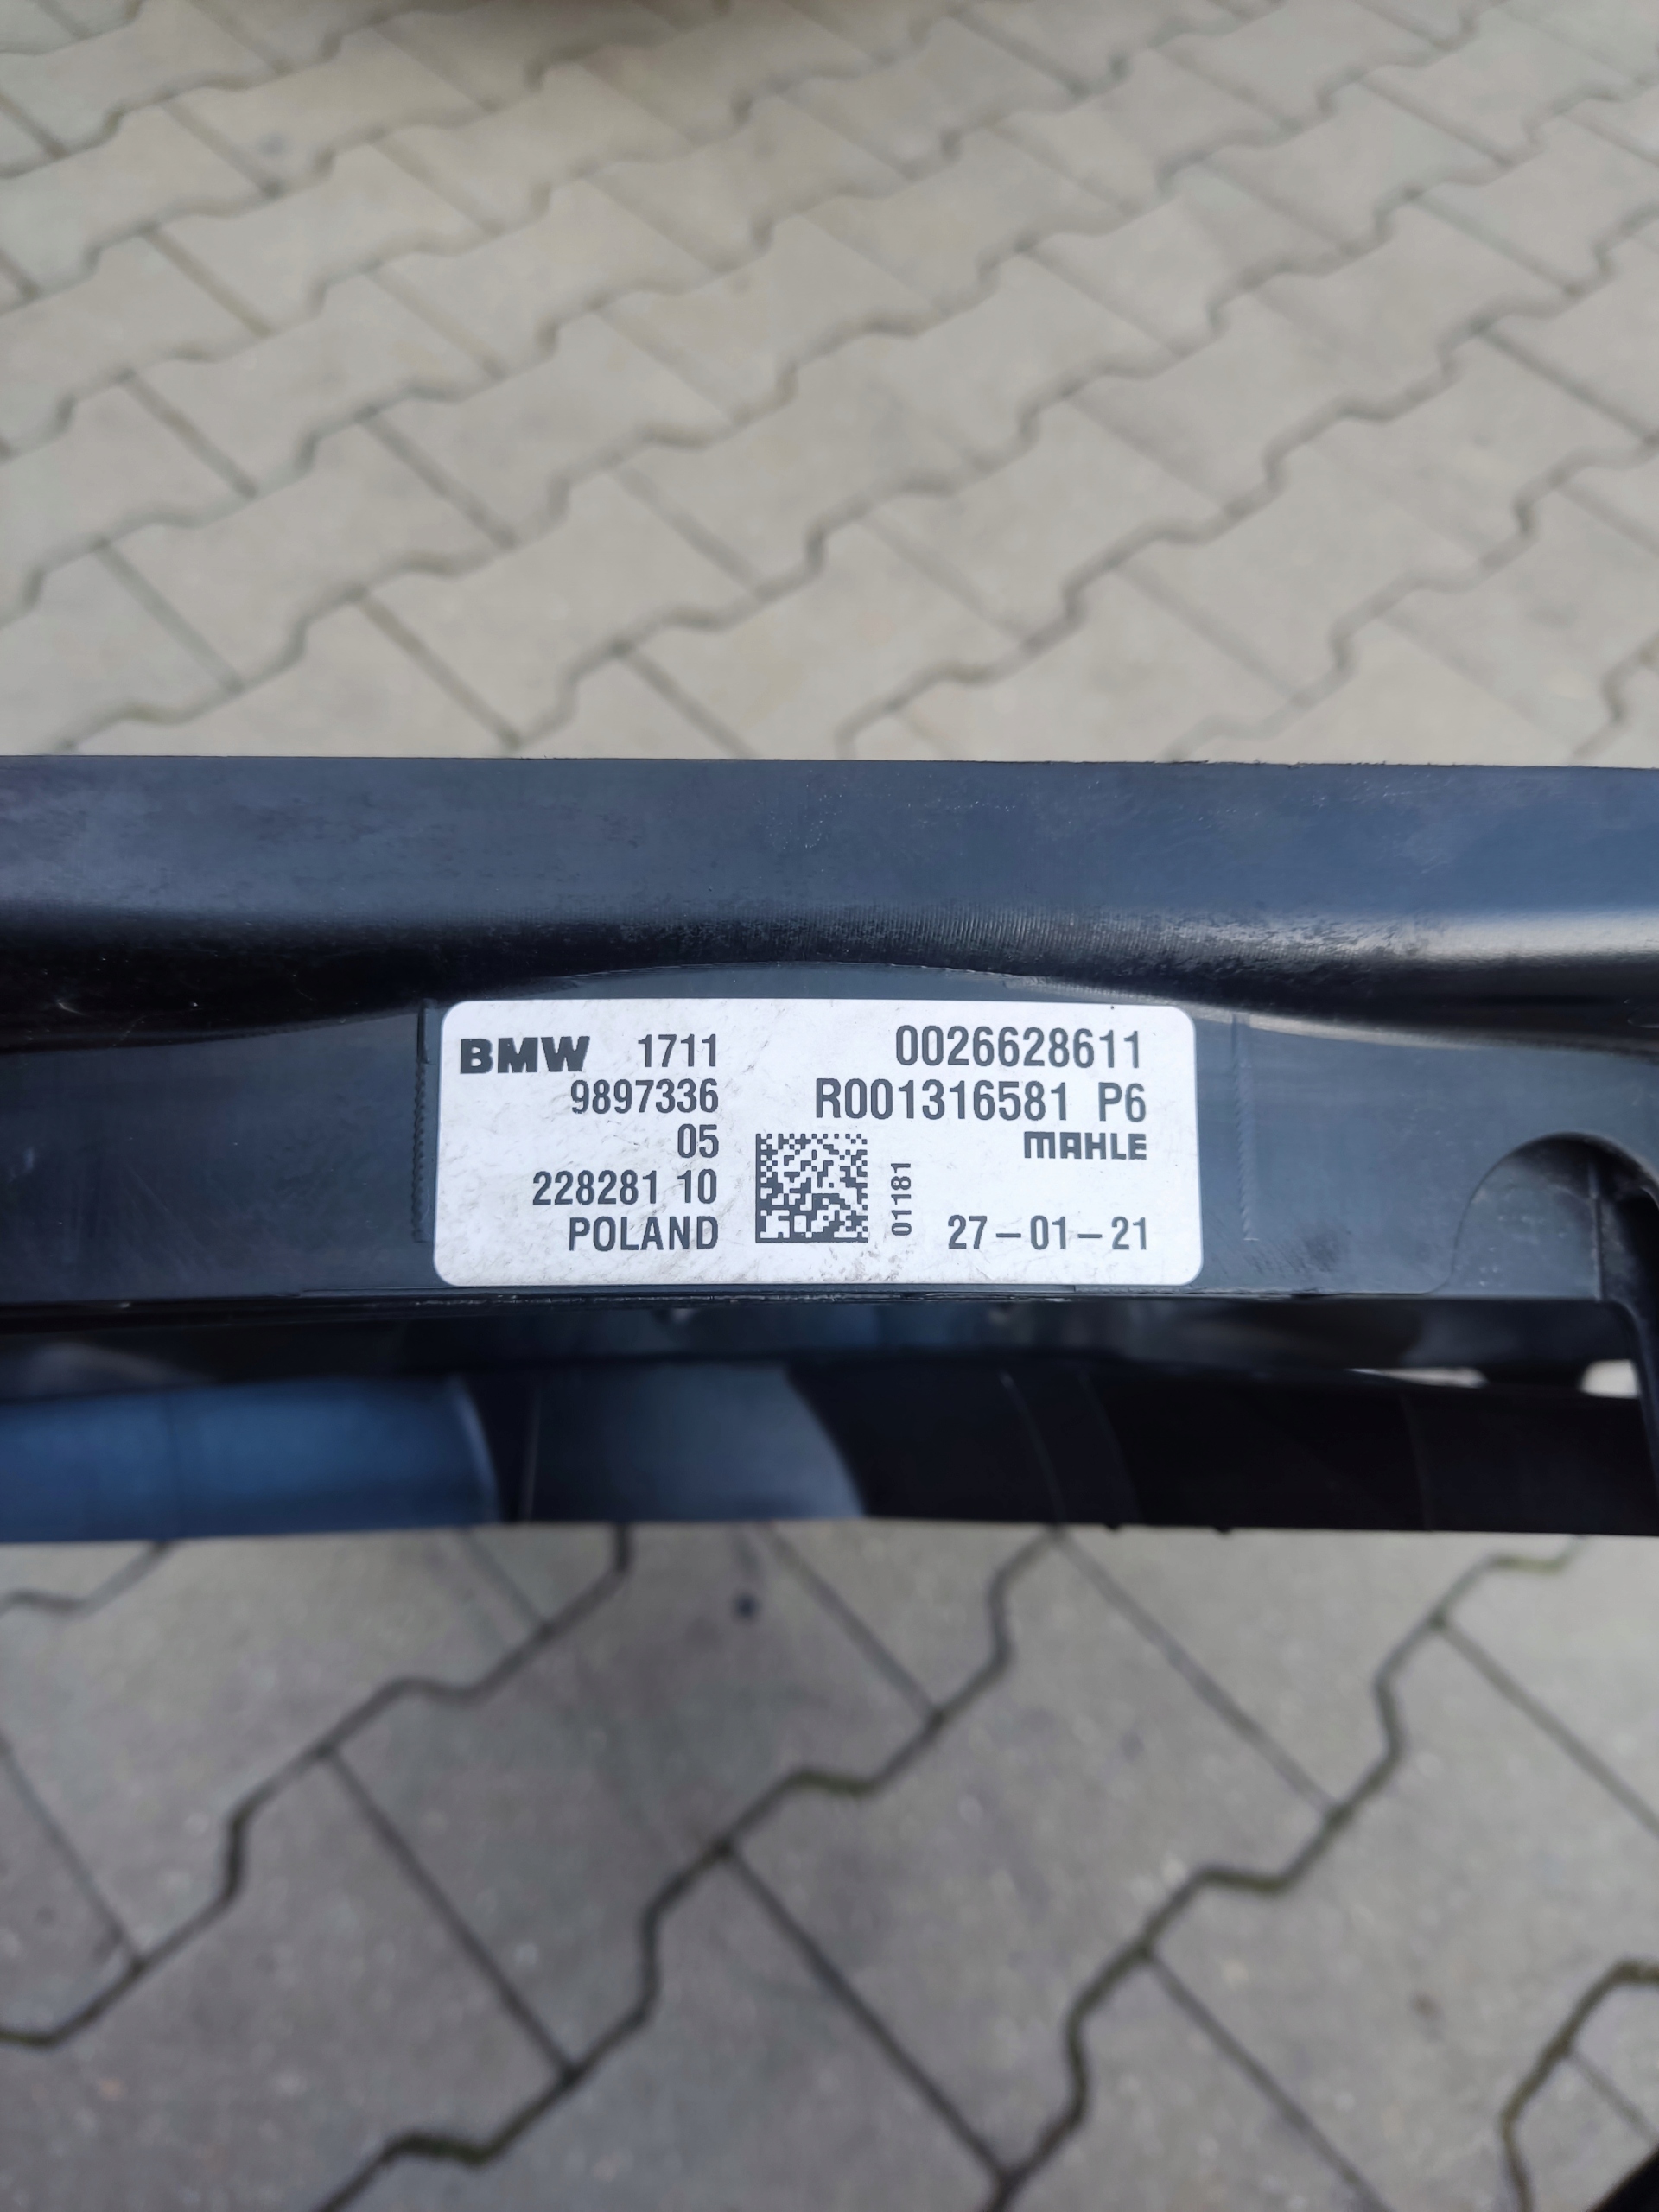 BMW 1711
9897336
05
228281 10
POLAND
0026628611
R001316581 P6
MAHLE
01181
27-01-21